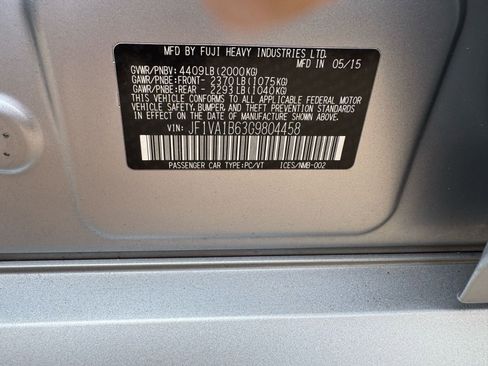 MFD BY FUJI HEAVY INDUSTRIES LTD.
IN 05/15
GVWR/PNBV: 4409LB(2000KG)
GAWR/PNBE:FRONT- 2370LB(1075KG)
GAWR/PNBE:REAR - 2293LB(1040KG)
THIS VEHICLE CONFORMS TO ALL APPLICABLE FEDERAL MOTOR
VEHICLE SAFETY, BUMPER, AND THEFT PREVENTION STANDARDS
IN EFFECT ON THE DATE OF MANUFACTURE SHOWN ABOVE.
VIN: JF1VA1B63G9804458
PASSENGER CAR TYPE:PC/VT ICES/NMB-002